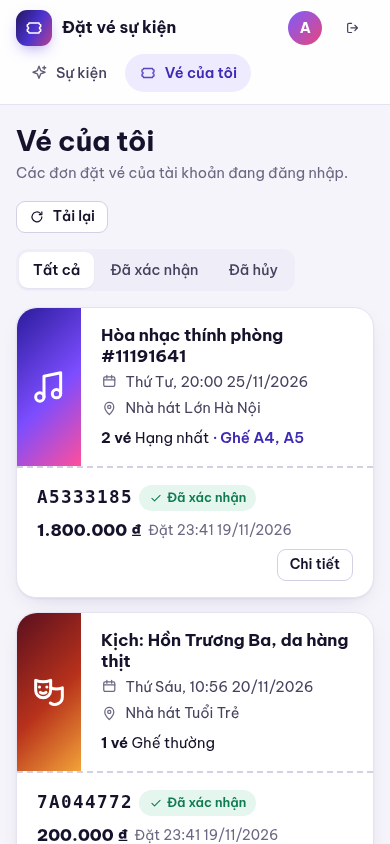 Đặt vé sự kiện
A
Sự kiện
Vé của tôi
Vé của tôi
Các đơn đặt vé của tài khoản đang đăng nhập.
Tải lại
Tất cả
Đã xác nhận
Đã hủy
Hòa nhạc thính phòng
#11191641
Thứ Tư, 20:00 25/11/2026
Nhà hát Lớn Hà Nội
2 vé Hạng nhất · Ghế A4, A5
A5333185 Đã xác nhận
1.800.000 ₫ Đặt 23:41 19/11/2026
Chi tiết
Kịch: Hồn Trương Ba, da hàng
thịt
Thứ Sáu, 10:56 20/11/2026
Nhà hát Tuổi Trẻ
1 vé Ghế thường
7A044772 Đã xác nhận
200.000 ₫ Đặt 23:41 19/11/2026